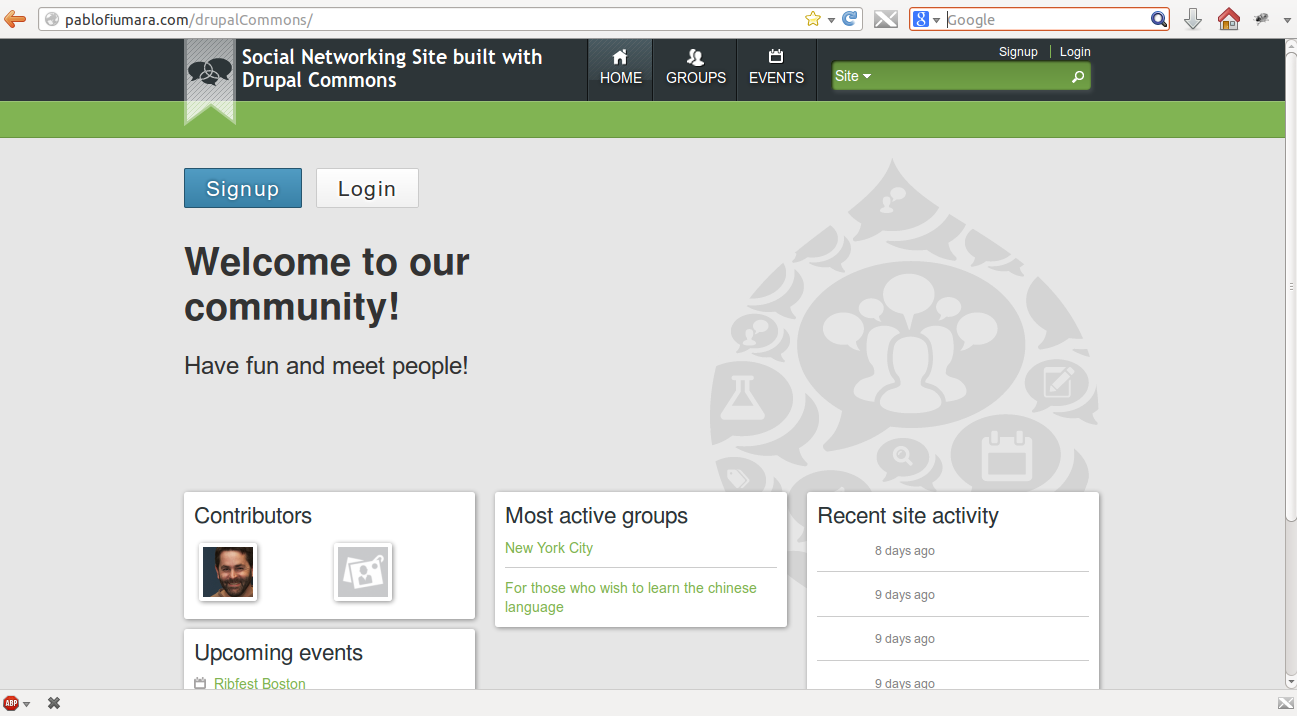 pablofiumara.com/drupalCommons/
Google
Social Networking Site built with
Drupal Commons
HOME
GROUPS
EVENTS
Signup
Login
Site
Signup
Login
Welcome to our
community!
Have fun and meet people!
Contributors
Most active groups
New York City
For those who wish to learn the chinese
language
Recent site activity
8 days ago
9 days ago
9 days ago
9 days ago
Upcoming events
Ribfest Boston
ABP